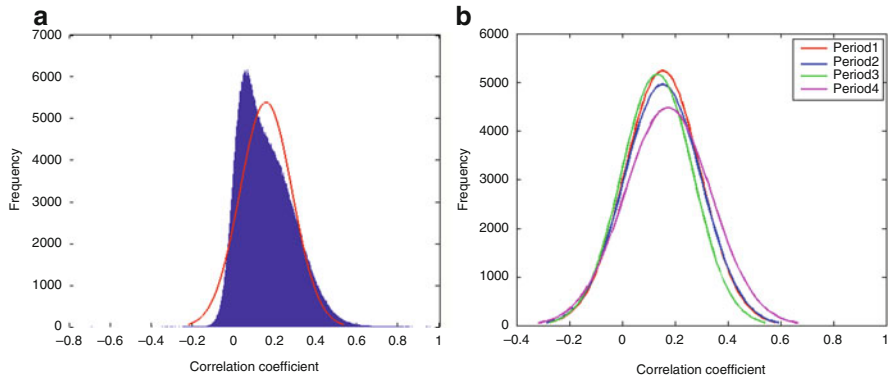 a
7000
6000
5000
4000
3000
2000
1000
0
Frequency
−0.8 −0.6 −0.4 −0.2 0 0.2 0.4 0.6 0.8 1
Correlation coefficient
b
6000
5000
4000
3000
2000
1000
0
Frequency
−0.4 −0.2 0 0.2 0.4 0.6 0.8 1
Correlation coefficient
Period1
Period2
Period3
Period4